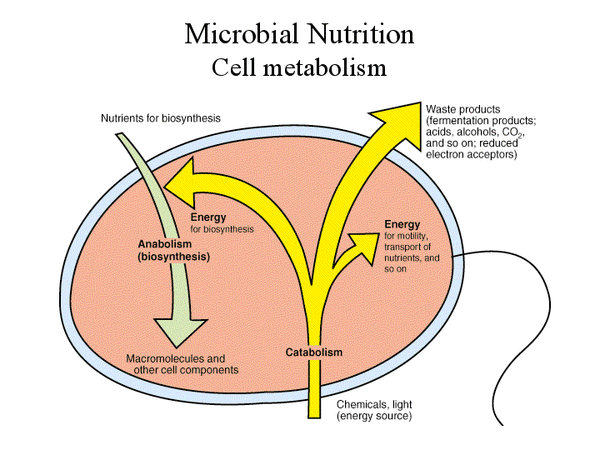 Microbial Nutrition
Cell metabolism
Nutrients for biosynthesis
Waste products
(fermentation products;
acids, alcohols, CO2,
and so on; reduced
electron acceptors)
Energy
for biosynthesis
Energy
for motility,
transport of
nutrients, and
so on
Anabolism
(biosynthesis)
Catabolism
Macromolecules and
other cell components
Chemicals, light
(energy source)